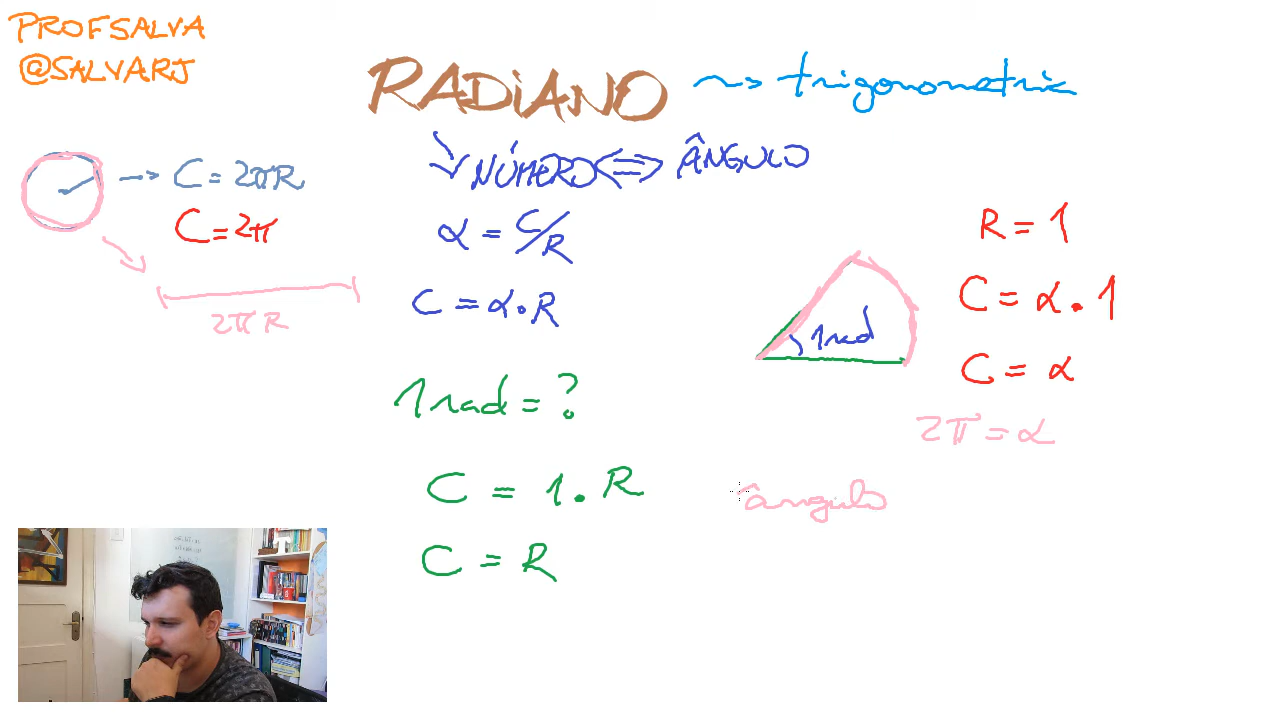 PROFSALVA
@SALVARJ
RADiANO ~> trigonometria
NÚMERO <=> ÂNGULO
C = 2πR
C = 2π
2πR
α = C/R
C = α.R
1 rad = ?
C = 1.R
C = R
1 rad
R = 1
C = α.1
C = α
2π = α
ângulo